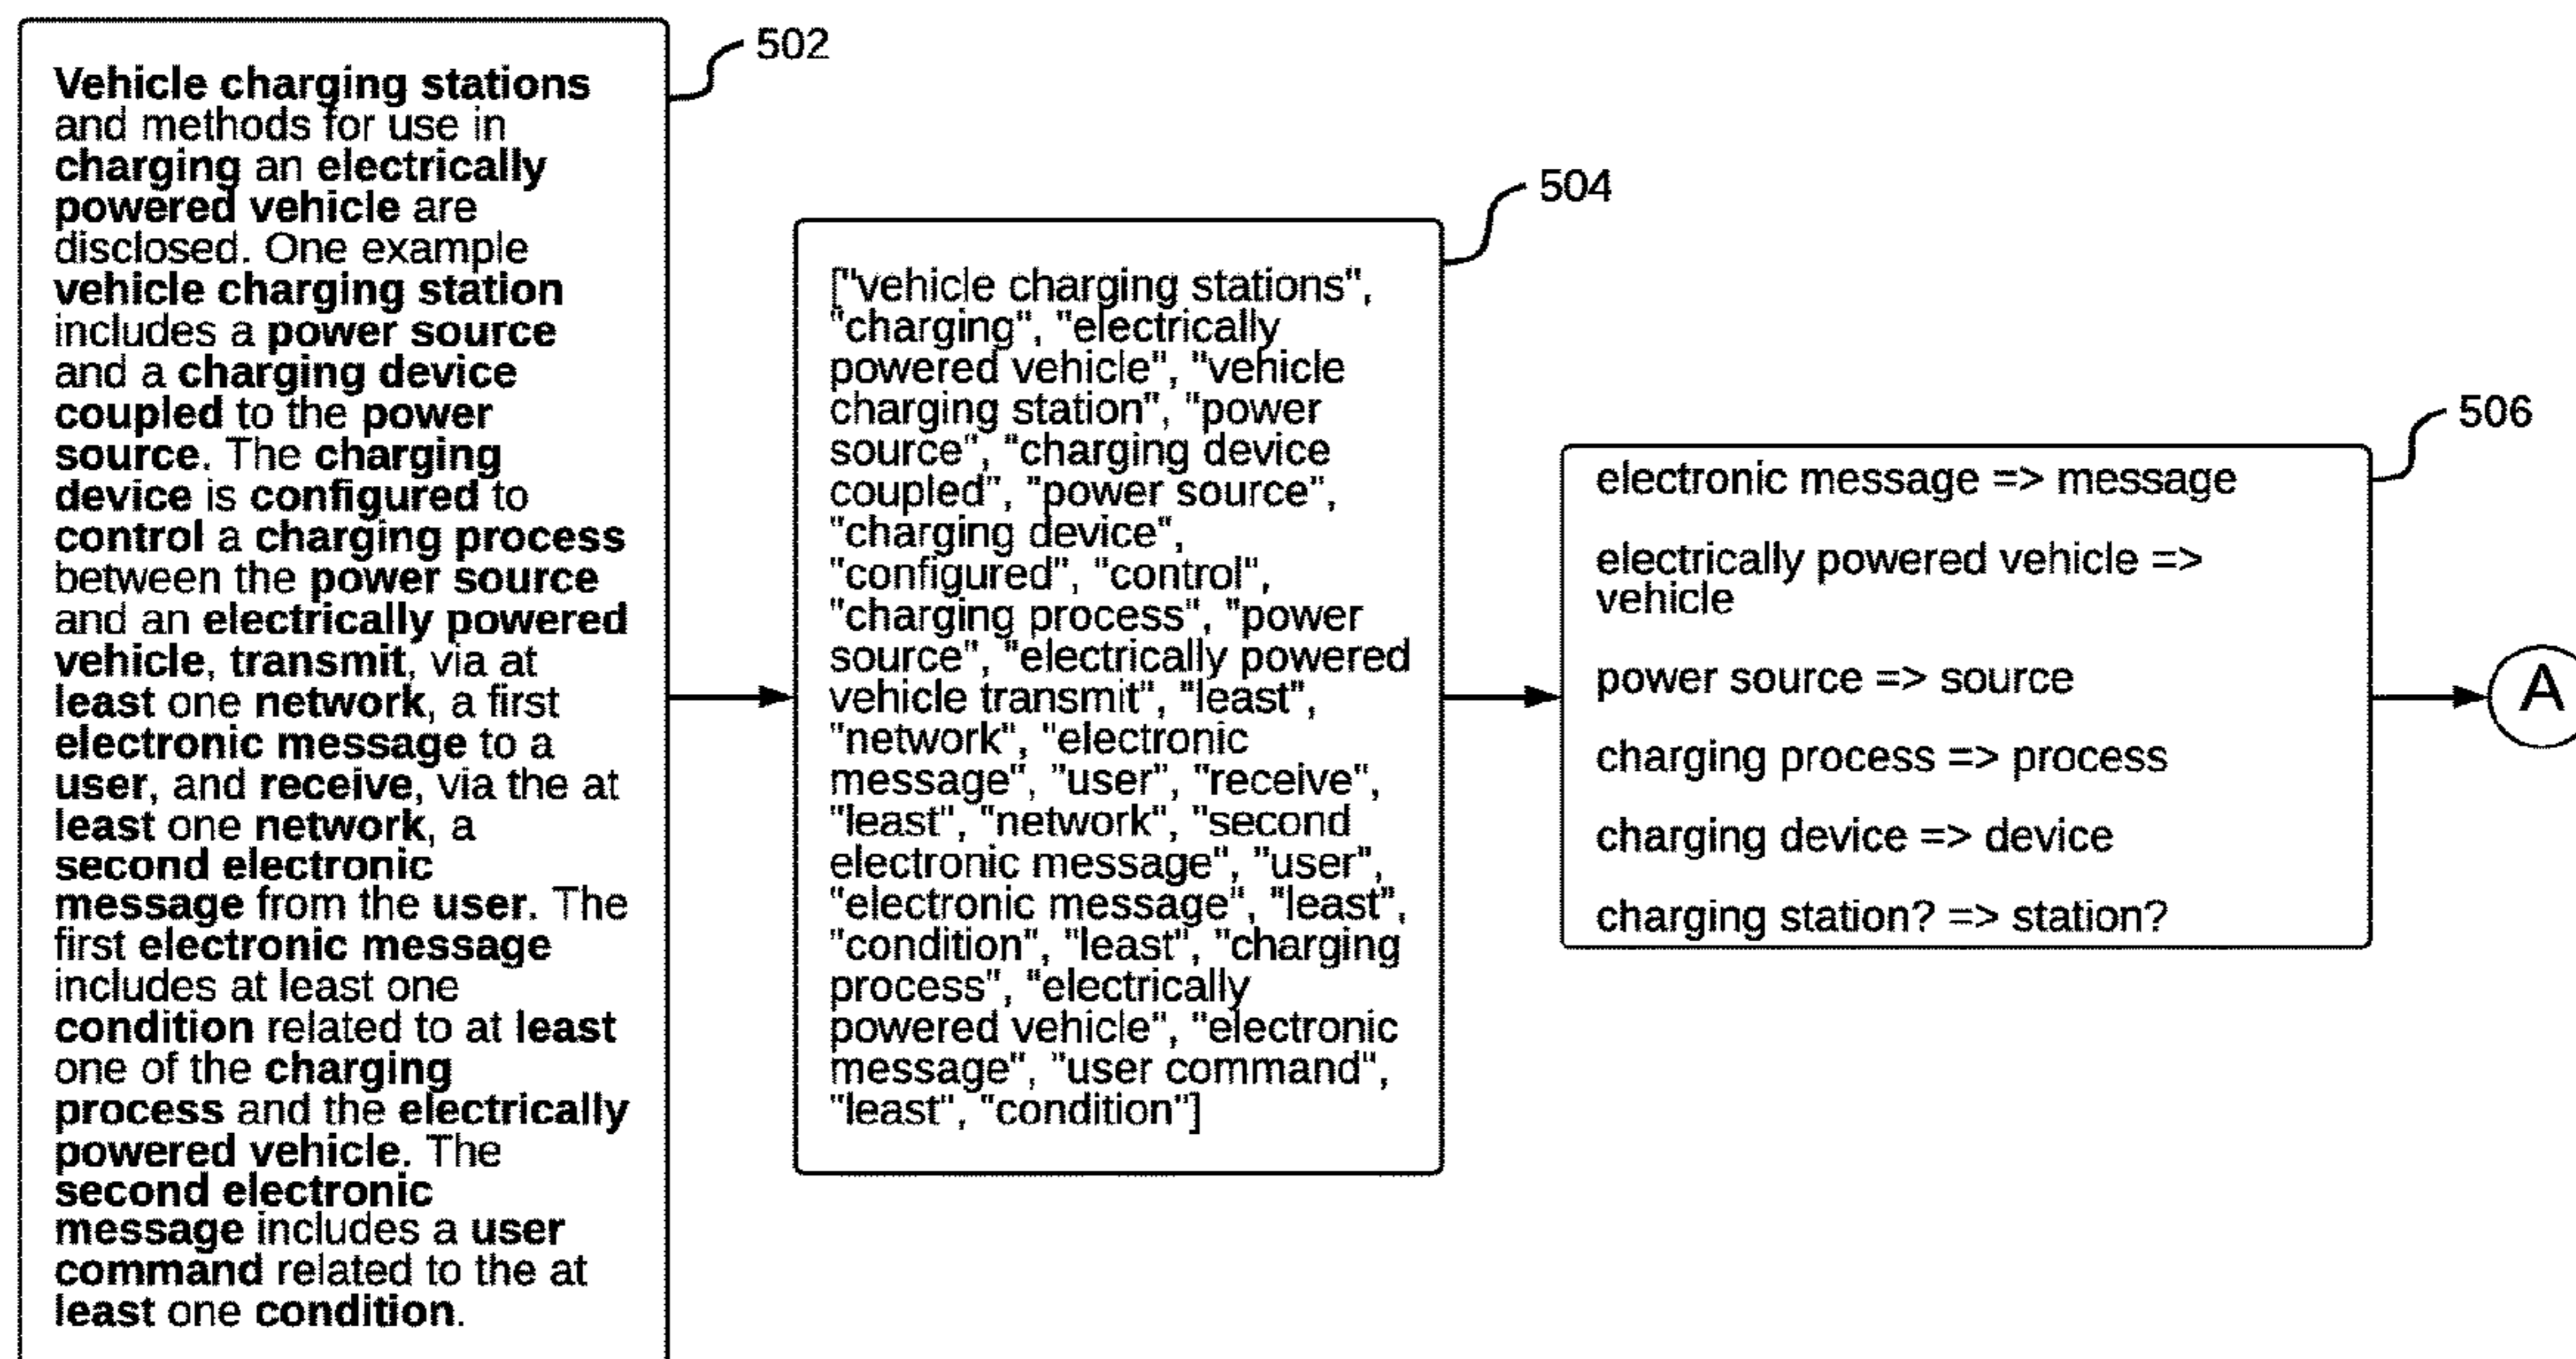 502
Vehicle charging stations
and methods for use in
charging an electrically
powered vehicle are
disclosed. One example
vehicle charging station
includes a power source
and a charging device
coupled to the power
source. The charging
device is configured to
control a charging process
between the power source
and an electrically powered
vehicle, transmit, via at
least one network, a first
electronic message to a
user, and receive, via the at
least one network, a
second electronic
message from the user. The
first electronic message
includes at least one
condition related to at least
one of the charging
process and the electrically
powered vehicle. The
second electronic
message includes a user
command related to the at
least one condition.
504
["vehicle charging stations",
"charging", "electrically
powered vehicle", "vehicle
charging station", "power
source", "charging device
coupled", "power source",
"charging device",
"configured", "control",
"charging process", "power
source", "electrically powered
vehicle transmit", "least",
"network", "electronic
message", "user", "receive",
"least", "network", "second
electronic message", "user",
"electronic message", "least",
"condition", "least", "charging
process", "electrically
powered vehicle", "electronic
message", "user command",
"least", "condition"]
506
electronic message => message
electrically powered vehicle =>
vehicle
power source => source
charging process => process
charging device => device
charging station? => station?
A